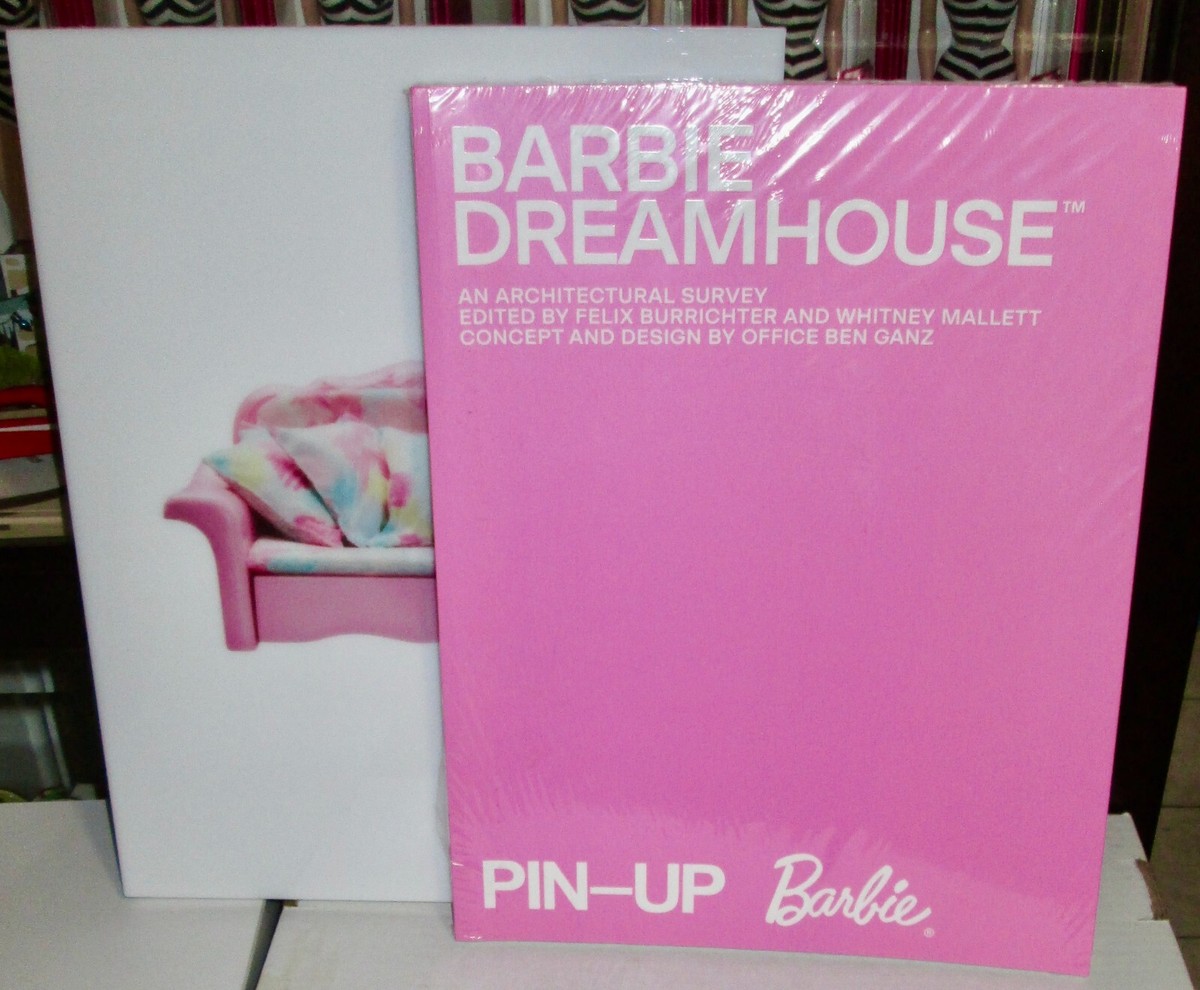 BARBIE
DREAMHOUSE™
AN ARCHITECTURAL SURVEY
EDITED BY FELIX BURRICHTER AND WHITNEY MALLETT
CONCEPT AND DESIGN BY OFFICE BEN GANZ
PIN–UP Barbie®